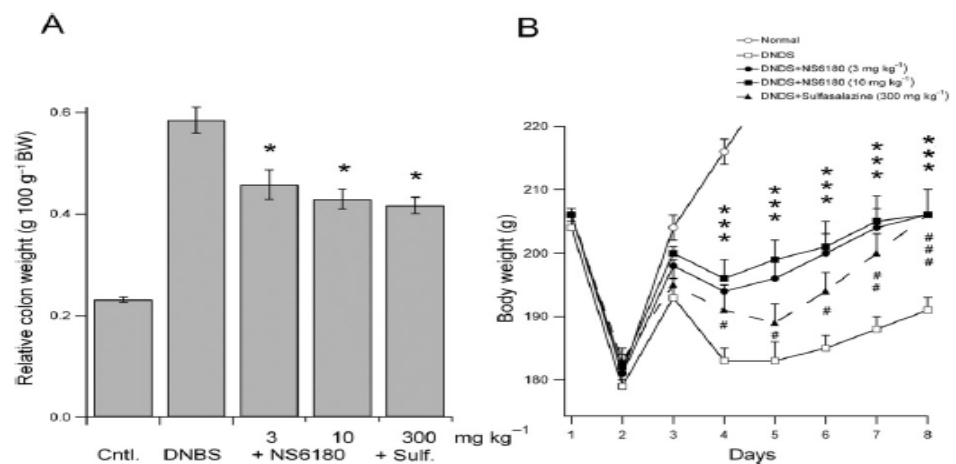 A
Relative colon weight (g 100 g⁻¹ BW)
0.6
0.4
0.2
0.0
Cntl.
DNBS
3
10
300
mg kg⁻¹
+ NS6180
+ Sulf.
B
Normal
DNDS
DNDS+NS6180 (3 mg kg⁻¹)
DNDS+NS6180 (10 mg kg⁻¹)
DNDS+Sulfasalazine (300 mg kg⁻¹)
Body weight (g)
220
210
200
190
180
1 2 3 4 5 6 7 8
Days